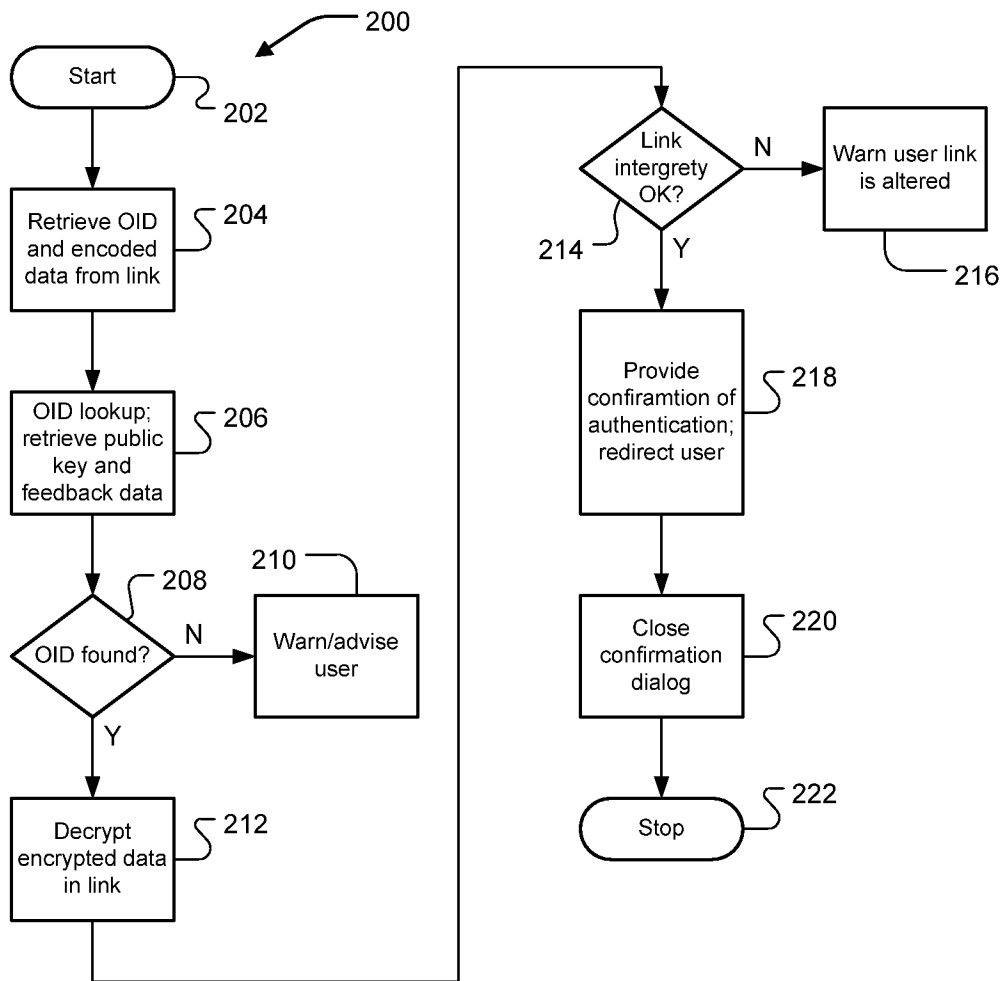 200
Start
202
Retrieve OID
and encoded
data from link
204
OID lookup;
retrieve public
key and
feedback data
206
208
OID found?
N
Y
210
Warn/advise
user
Decrypt
encrypted data
in link
212
Link
intergrety
OK?
N
Y
214
Warn user link
is altered
216
Provide
confiramtion of
authentication;
redirect user
218
Close
confirmation
dialog
220
Stop
222